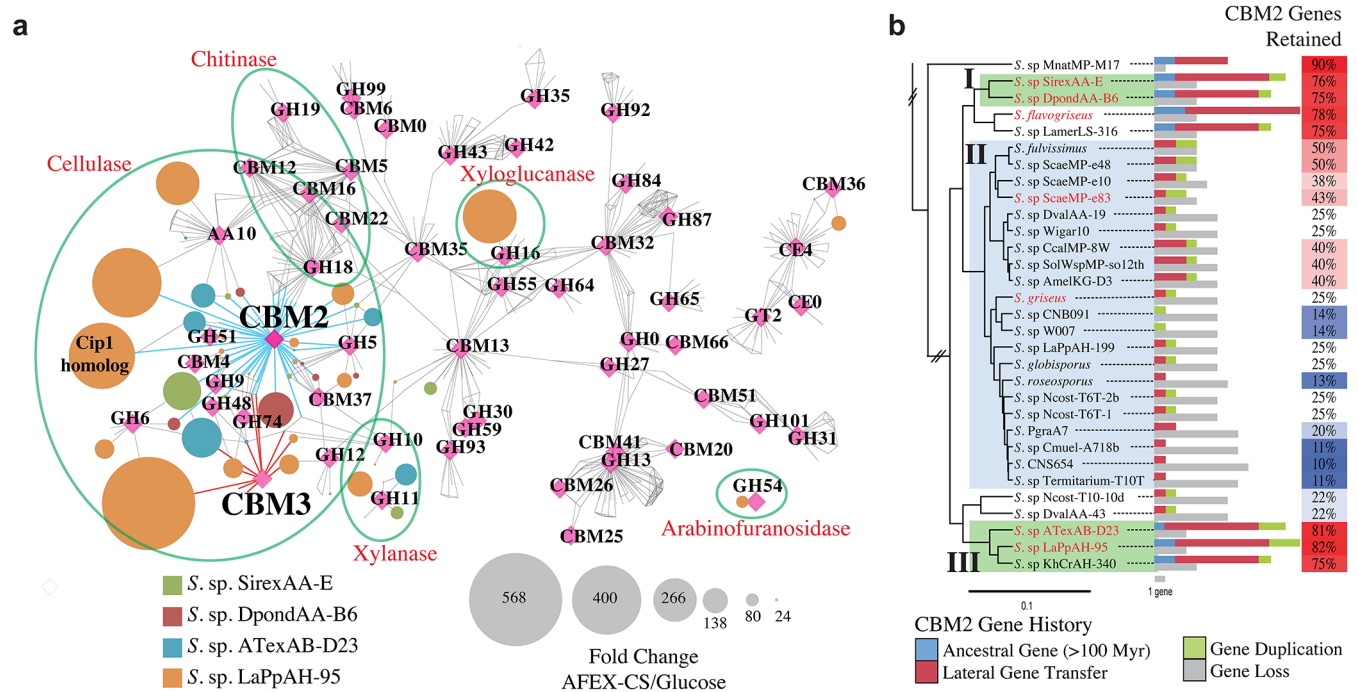 a
Chitinase
GH99
CBM6
GH19
CBM0
GH35
GH92
GH43
GH42
Cellulase
CBM12
CBM5
Xyloglucanase
CBM16
GH84
CBM36
CBM22
GH87
AA10
CBM35
CBM32
CE4
GH18
GH16
GH55
GH64
GH65
CE0
CBM2
GT2
Cip1
homolog
GH51
GH5
CBM13
GH0
CBM66
CBM4
GH9
GH27
GH48
CBM37
CBM51
GH74
GH30
GH6
GH59
GH101
GH10
GH93
CBM41
GH31
GH12
GH13
CBM20
CBM3
GH11
CBM26
GH54
CBM25
Arabinofuranosidase
Xylanase
S. sp. SirexAA-E
S. sp. DpondAA-B6
S. sp. ATexAB-D23
S. sp. LaPpAH-95
568
400
266
138
80
24
Fold Change
AFEX-CS/Glucose
b
CBM2 Genes
Retained
S. sp MnatMP-M17 90%
I
S. sp SirexAA-E 76%
S. sp DpondAA-B6 75%
S. flavogriseus 78%
S. sp LamerLS-316 75%
II
S. fulvissimus 50%
S. sp ScaeMP-e48 50%
S. sp ScaeMP-e10 38%
S. sp ScaeMP-e83 43%
S. sp DvalAA-19 25%
S. sp Wigar10 25%
S. sp CcalMP-8W 40%
S. sp SolWspMP-so12th 40%
S. sp AmelKG-D3 40%
S. griseus 25%
S. sp CNB091 14%
S. sp W007 14%
S. sp LaPpAH-199 25%
S. globisporus 25%
S. roseosporus 13%
S. sp Ncost-T6T-2b 25%
S. sp Ncost-T6T-1 25%
S. PgraA7 20%
S. sp Cmuel-A718b 11%
S. CNS654 10%
S. sp Termitarium-T10T 11%
S. sp Ncost-T10-10d 22%
S. sp DvalAA-43 22%
S. sp ATexAB-D23 81%
S. sp LaPpAH-95 82%
III
S. sp KhCrAH-340 75%
1 gene
0.1
CBM2 Gene History
Ancestral Gene (>100 Myr)
Lateral Gene Transfer
Gene Duplication
Gene Loss